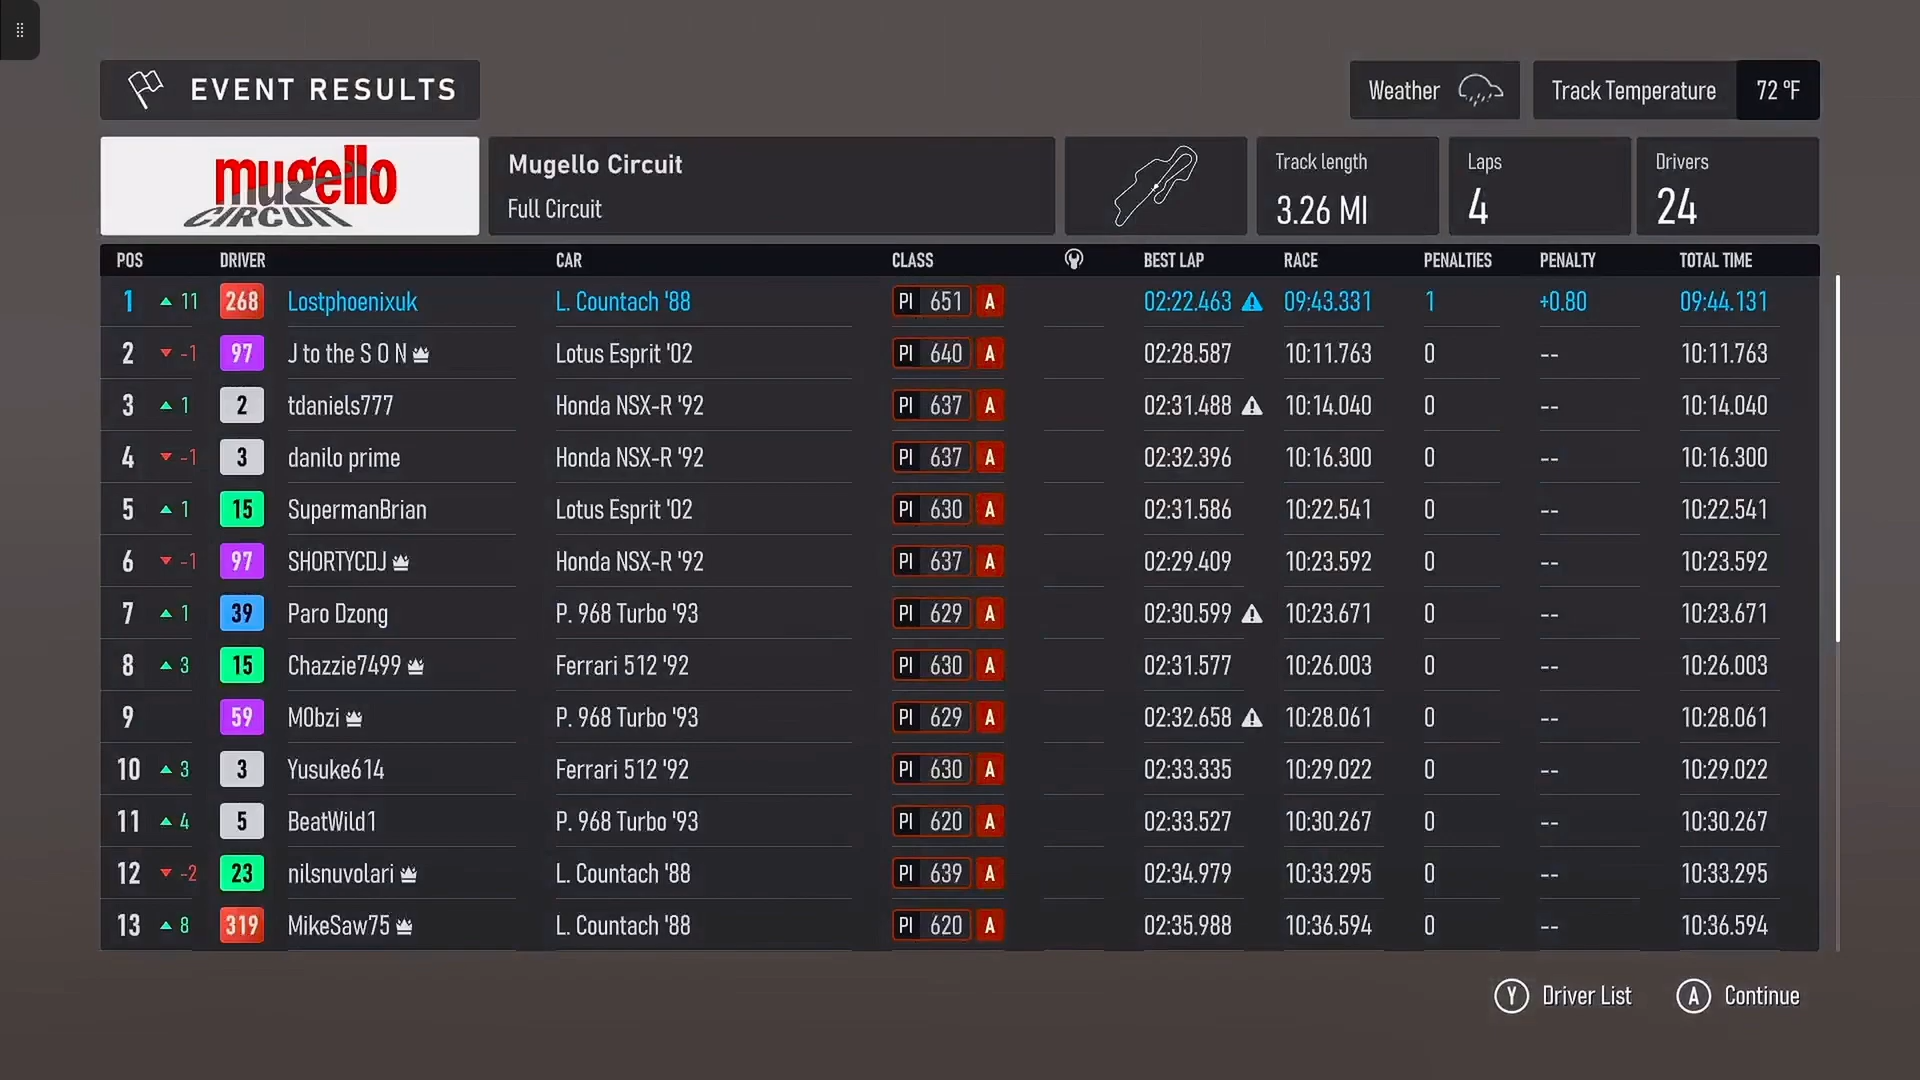 EVENT RESULTS
Weather
Track Temperature 72 °F
mugello
CIRCUIT
Mugello Circuit
Full Circuit
Track length
3.26 MI
Laps
4
Drivers
24
POS DRIVER CAR CLASS BEST LAP RACE PENALTIES PENALTY TOTAL TIME
1 11 268 Lostphoenixuk L. Countach '88 PI 651 A 02:22.463 09:43.331 1 +0.80 09:44.131
2 -1 97 J to the S O N Lotus Esprit '02 PI 640 A 02:28.587 10:11.763 0 -- 10:11.763
3 1 2 tdaniels777 Honda NSX-R '92 PI 637 A 02:31.488 10:14.040 0 -- 10:14.040
4 -1 3 danilo prime Honda NSX-R '92 PI 637 A 02:32.396 10:16.300 0 -- 10:16.300
5 1 15 SupermanBrian Lotus Esprit '02 PI 630 A 02:31.586 10:22.541 0 -- 10:22.541
6 -1 97 SHORTYCDJ Honda NSX-R '92 PI 637 A 02:29.409 10:23.592 0 -- 10:23.592
7 1 39 Paro Dzong P. 968 Turbo '93 PI 629 A 02:30.599 10:23.671 0 -- 10:23.671
8 3 15 Chazzie7499 Ferrari 512 '92 PI 630 A 02:31.577 10:26.003 0 -- 10:26.003
9 59 M0bzi P. 968 Turbo '93 PI 629 A 02:32.658 10:28.061 0 -- 10:28.061
10 3 3 Yusuke614 Ferrari 512 '92 PI 630 A 02:33.335 10:29.022 0 -- 10:29.022
11 4 5 BeatWild1 P. 968 Turbo '93 PI 620 A 02:33.527 10:30.267 0 -- 10:30.267
12 -2 23 nilsnuvolari L. Countach '88 PI 639 A 02:34.979 10:33.295 0 -- 10:33.295
13 8 319 MikeSaw75 L. Countach '88 PI 620 A 02:35.988 10:36.594 0 -- 10:36.594
Y Driver List A Continue